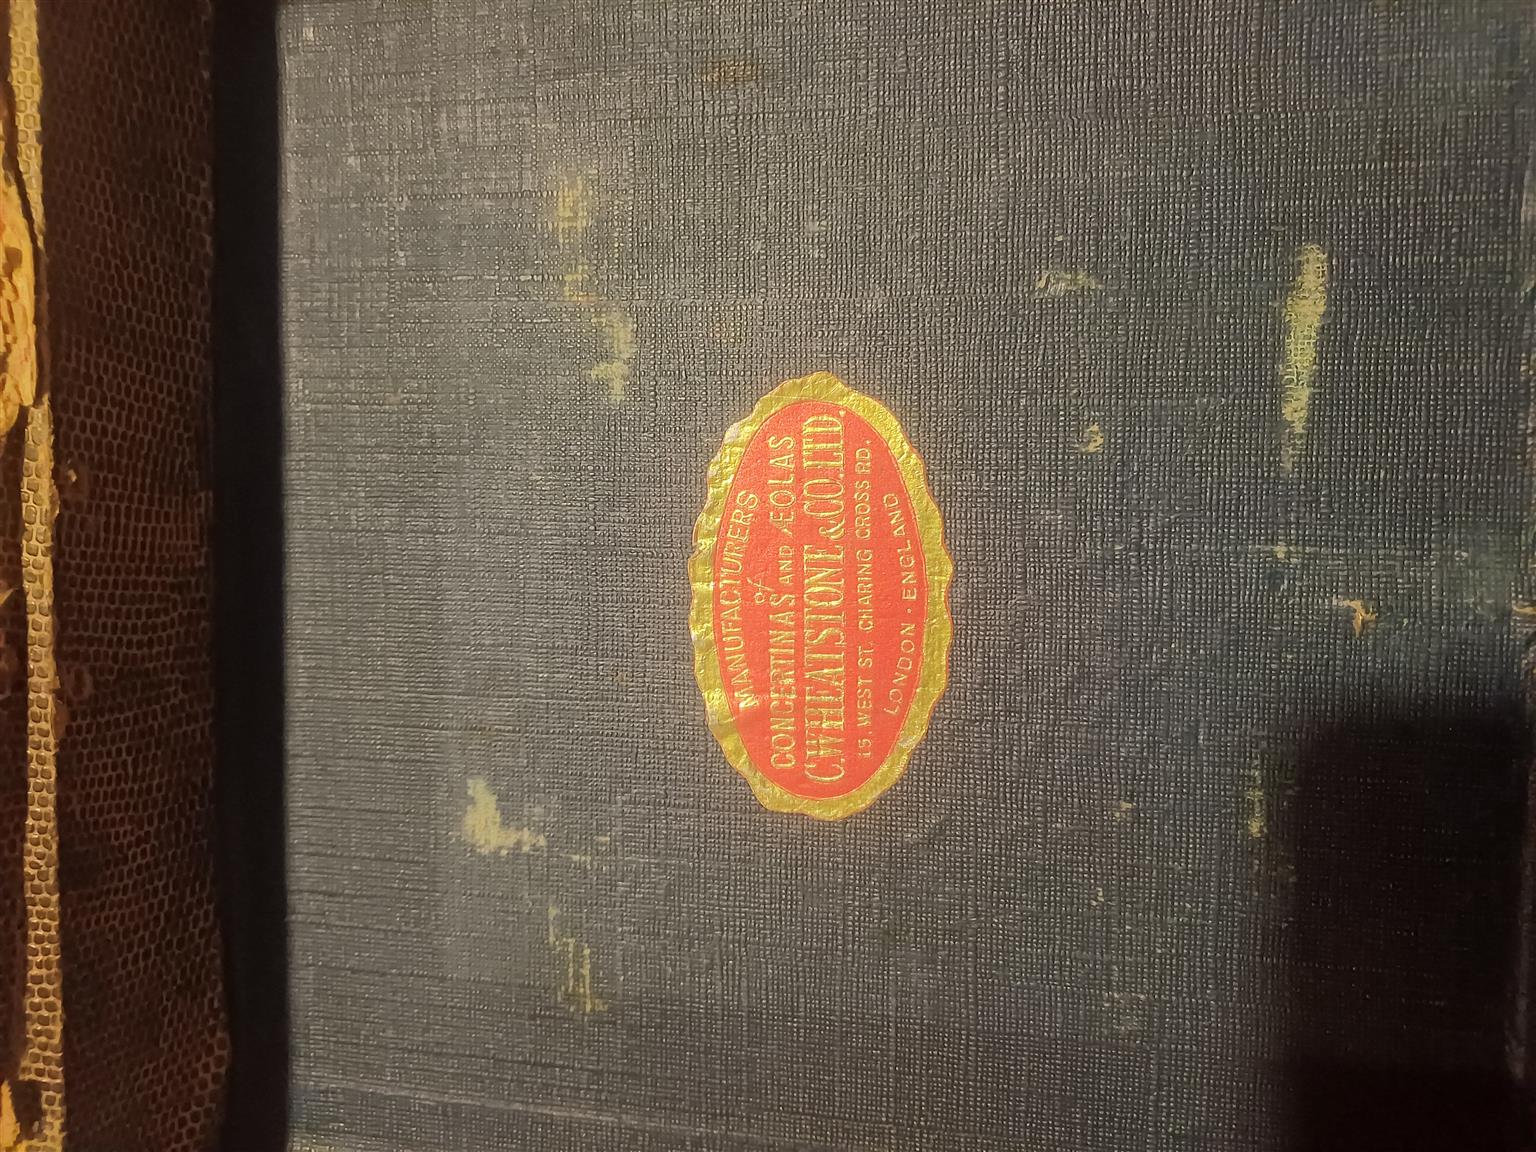 MANUFACTURERS
of
CONCERTINAS AND ÆOLAS
C.WHEATSTONE & CO. LTD.
15, WEST ST. CHARING CROSS RD.
LONDON · ENGLAND